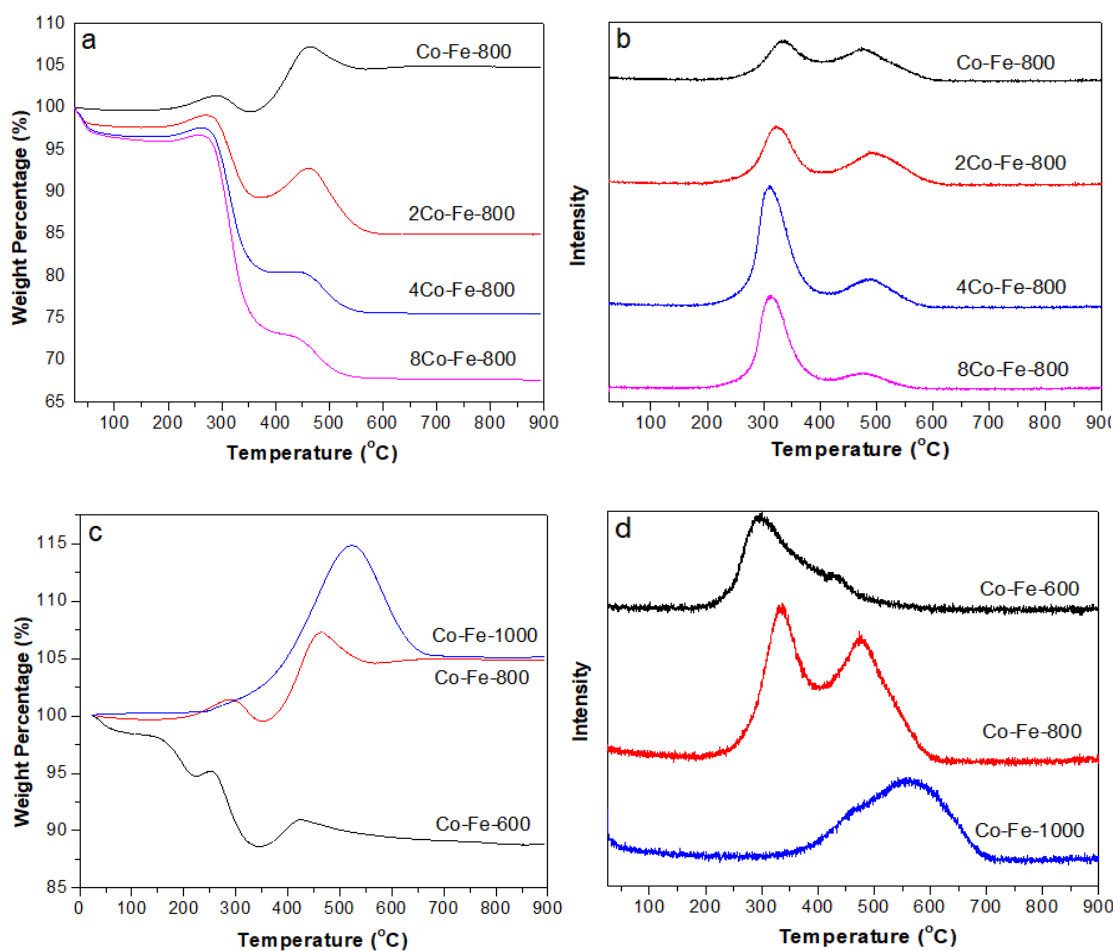 a
110
105
100
95
90
85
80
75
70
65
Weight Percentage (%)
Co-Fe-800
2Co-Fe-800
4Co-Fe-800
8Co-Fe-800
100 200 300 400 500 600 700 800 900
Temperature (°C)
b
Intensity
Co-Fe-800
2Co-Fe-800
4Co-Fe-800
8Co-Fe-800
100 200 300 400 500 600 700 800 900
Temperature (°C)
c
115
110
105
100
95
90
85
Weight Percentage (%)
Co-Fe-1000
Co-Fe-800
Co-Fe-600
0 100 200 300 400 500 600 700 800 900
Temperature (°C)
d
Intensity
Co-Fe-600
Co-Fe-800
Co-Fe-1000
100 200 300 400 500 600 700 800 900
Temperature (°C)